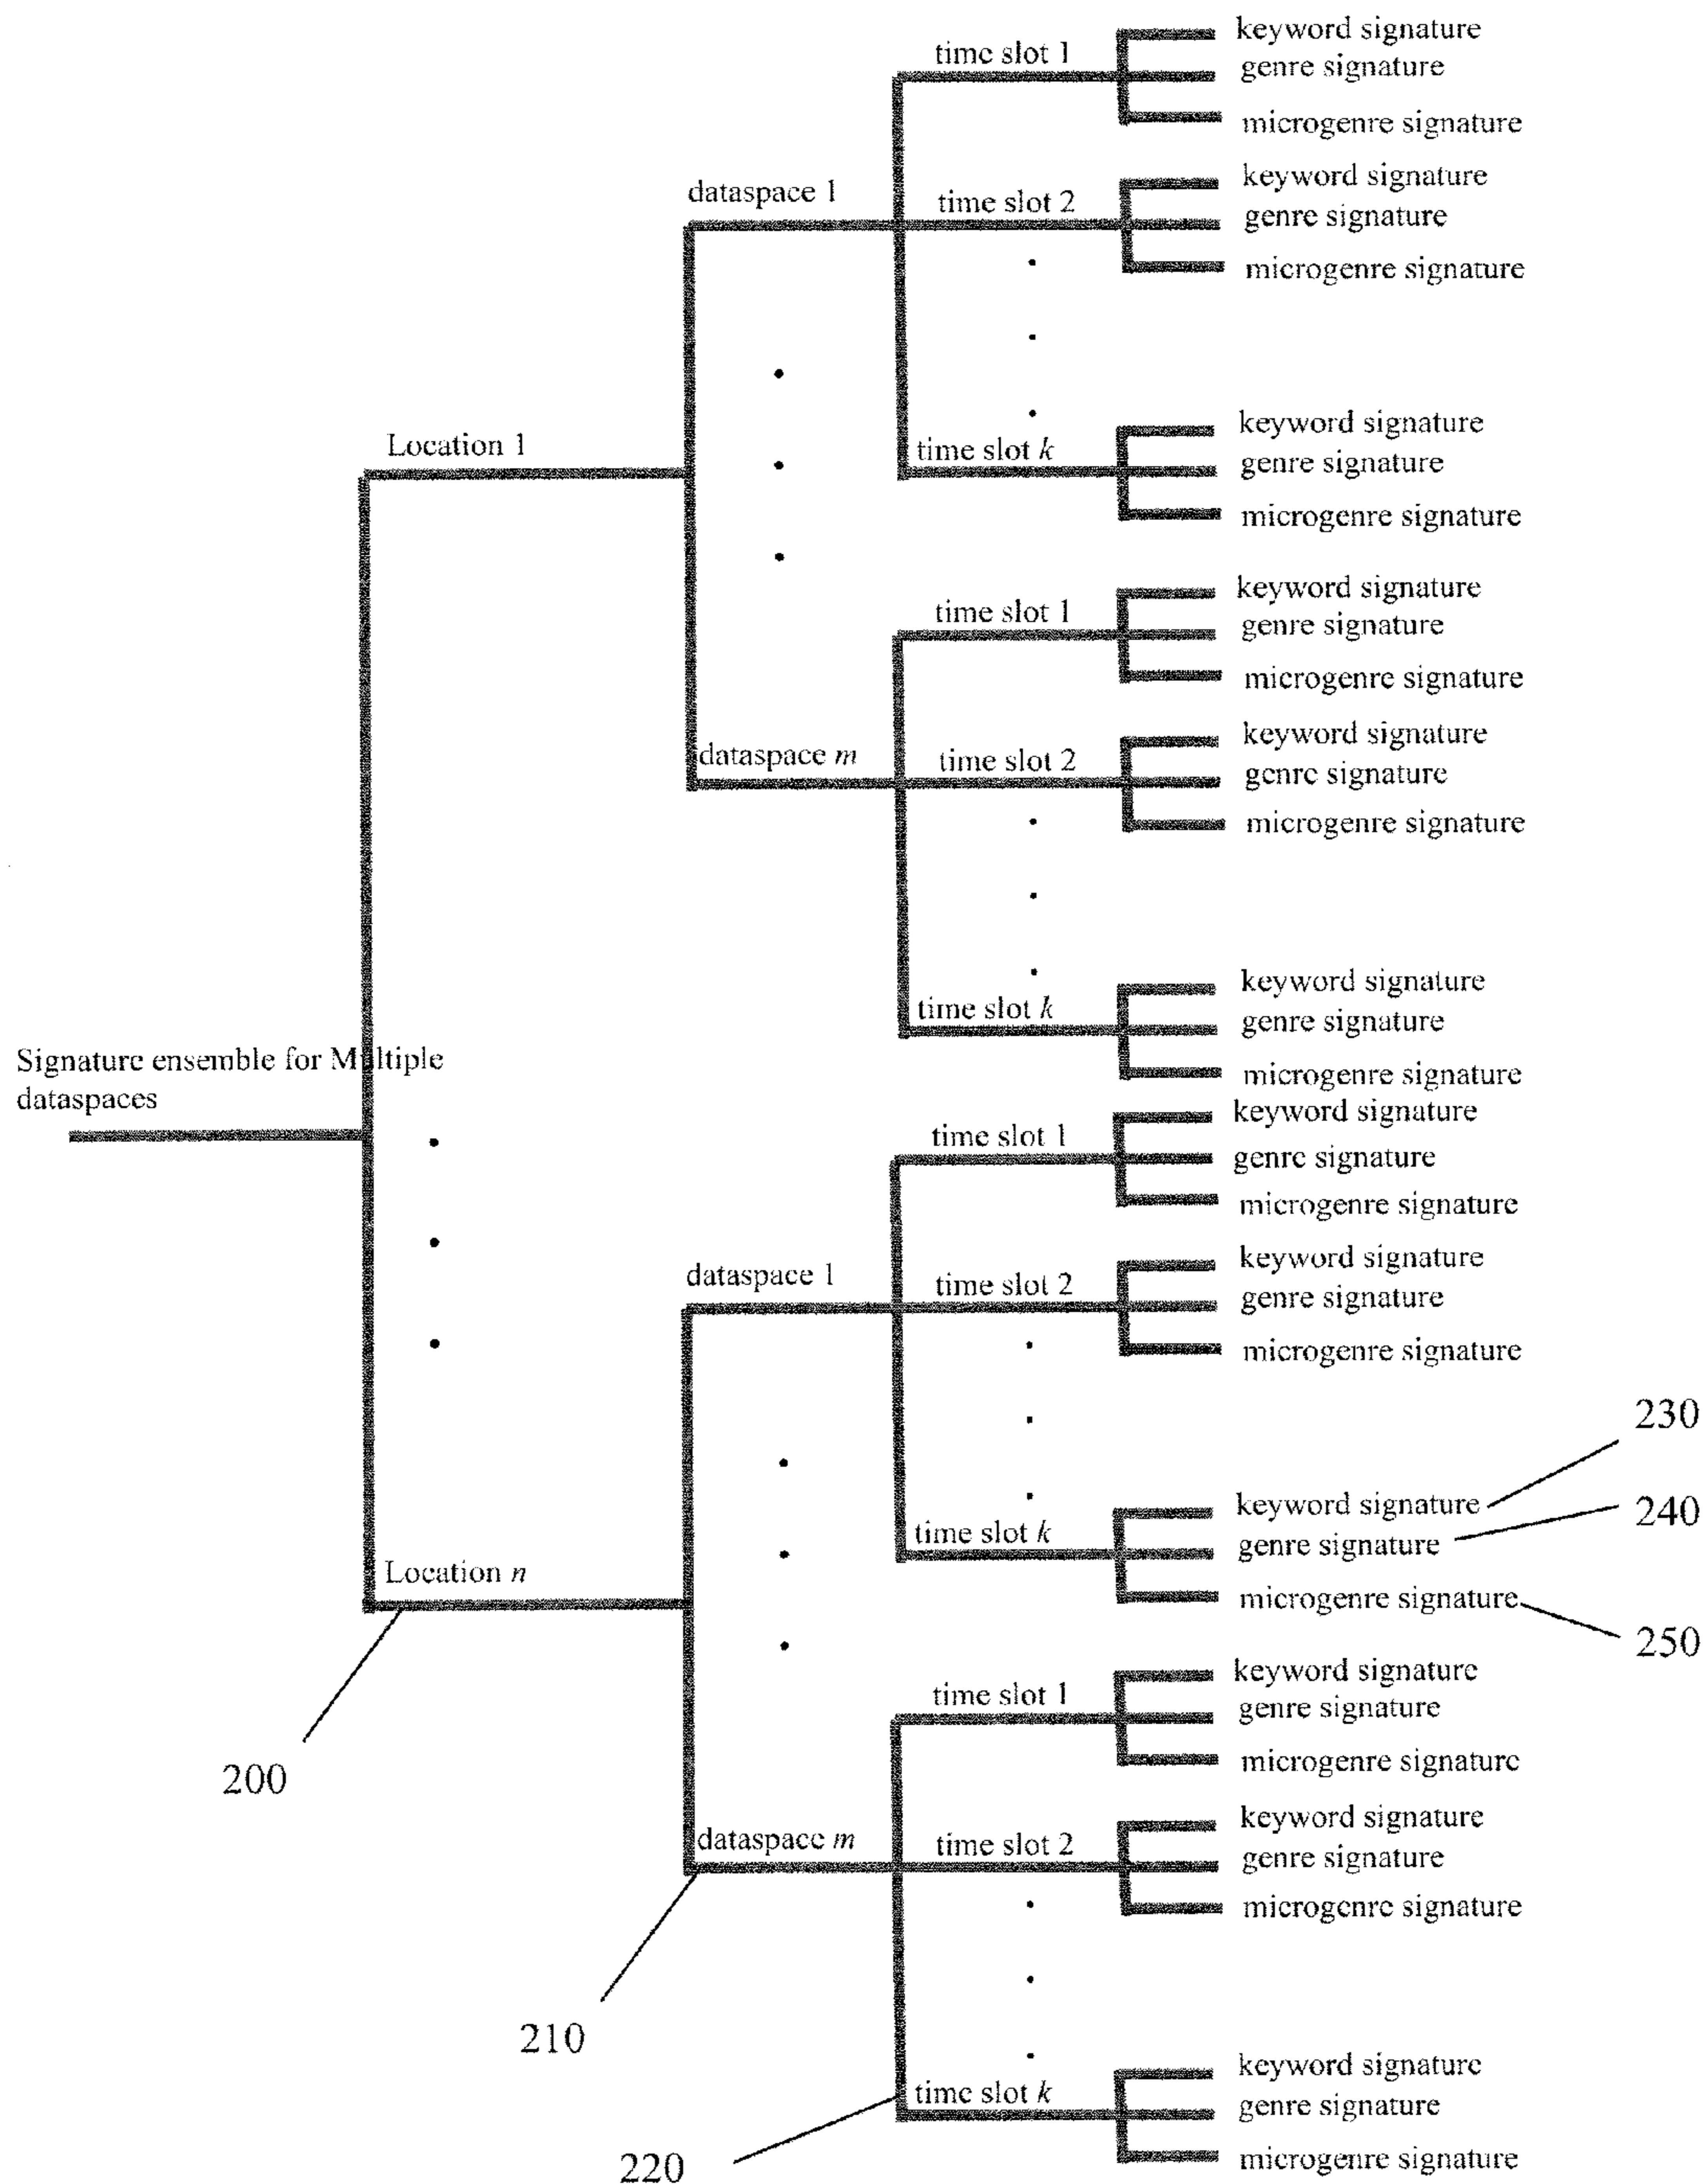 time slot 1
keyword signature
genre signature
microgenre signature
dataspace 1
time slot 2
keyword signature
genre signature
microgenre signature
Location 1
time slot k
keyword signature
genre signature
microgenre signature
time slot 1
keyword signature
genre signature
microgenre signature
dataspace m
time slot 2
keyword signature
genre signature
microgenre signature
time slot k
keyword signature
genre signature
microgenre signature
Signature ensemble for Multiple
dataspaces
time slot 1
keyword signature
genre signature
microgenre signature
dataspace 1
time slot 2
keyword signature
genre signature
microgenre signature
230
time slot k
keyword signature
240
genre signature
Location n
microgenre signature
250
time slot 1
keyword signature
genre signature
microgenre signature
200
dataspace m
time slot 2
keyword signature
genre signature
microgenre signature
210
time slot k
keyword signature
genre signature
microgenre signature
220